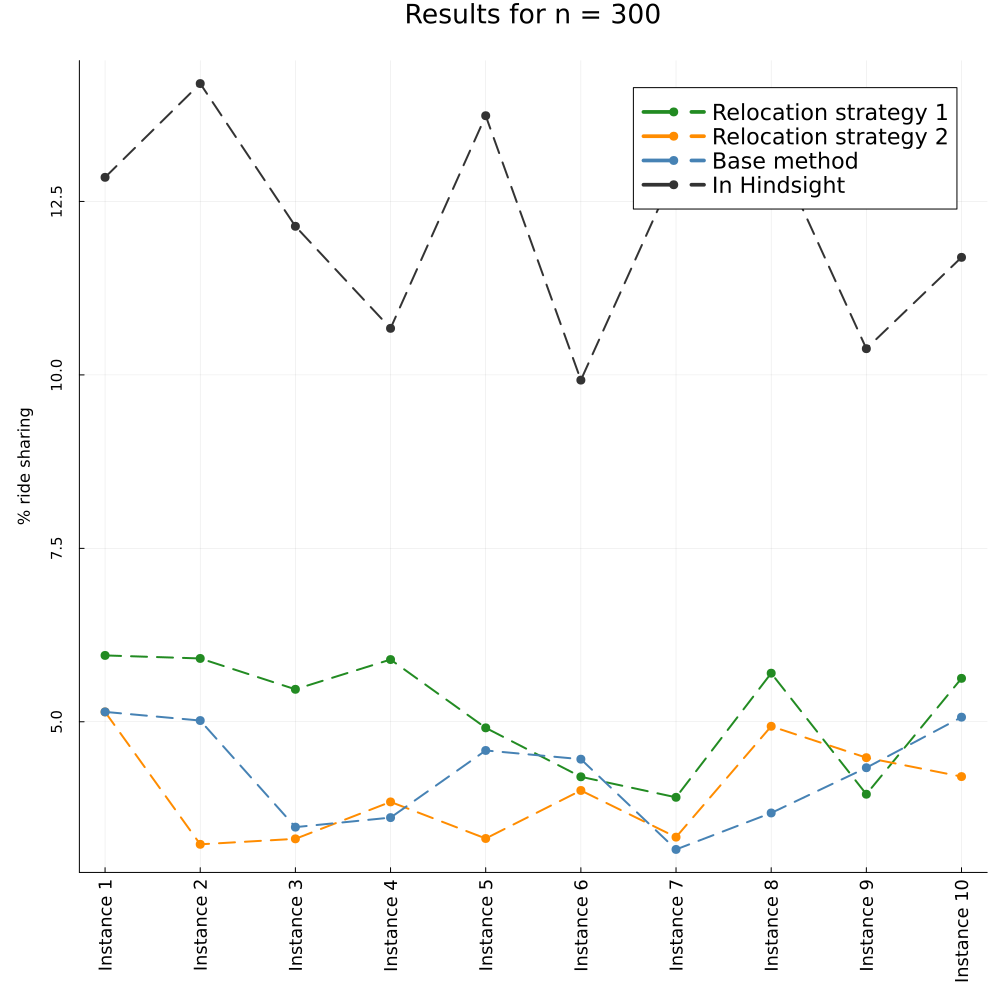 Results for n = 300
Relocation strategy 1
Relocation strategy 2
Base method
In Hindsight
% ride sharing
12.5
10.0
7.5
5.0
Instance 1
Instance 2
Instance 3
Instance 4
Instance 5
Instance 6
Instance 7
Instance 8
Instance 9
Instance 10